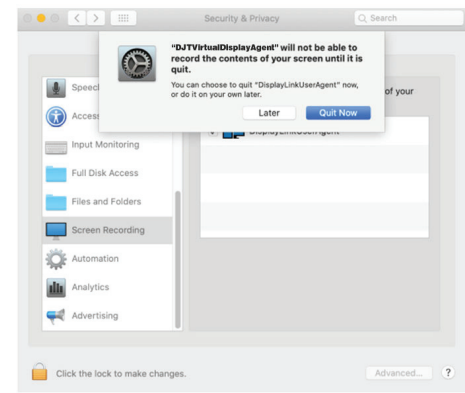 Security & Privacy
Search
"DJTVirtualDisplayAgent" will not be able to
record the contents of your screen until it is
quit.
You can choose to quit "DisplayLinkUserAgent" now,
or do it on your own later.
Later
Quit Now
of your
DisplayLinkUserAgent
Input Monitoring
Full Disk Access
Files and Folders
Screen Recording
Automation
Analytics
Advertising
Click the lock to make changes.
Advanced...
?